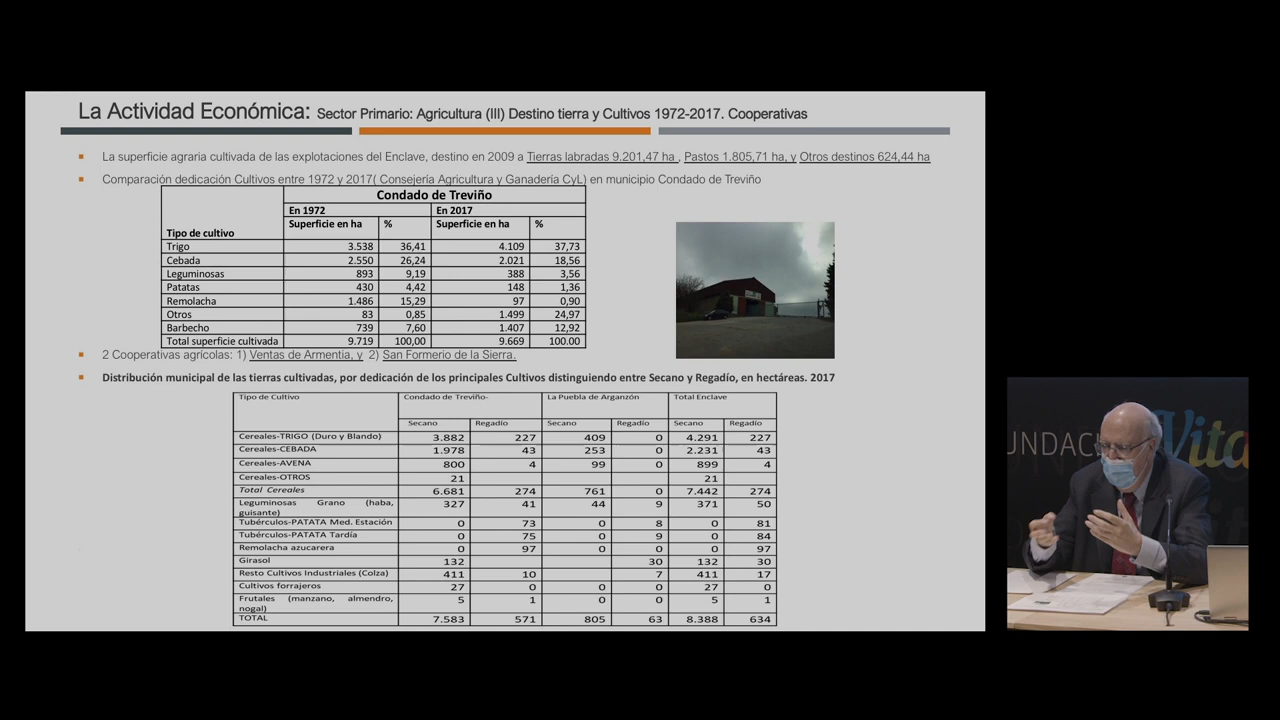 La Actividad Económica: Sector Primario: Agricultura (III) Destino tierra y Cultivos 1972-2017. Cooperativas
La superficie agraria cultivada de las explotaciones del Enclave, destino en 2009 a Tierras labradas 9.201,47 ha , Pastos 1.805,71 ha, y Otros destinos 624,44 ha
Comparación dedicación Cultivos entre 1972 y 2017( Consejería Agricultura y Ganadería CyL) en municipio Condado de Treviño
Condado de Treviño
En 1972 En 2017
Tipo de cultivo Superficie en ha % Superficie en ha %
Trigo 3.538 36,41 4.109 37,73
Cebada 2.550 26,24 2.021 18,56
Leguminosas 893 9,19 388 3,56
Patatas 430 4,42 148 1,36
Remolacha 1.486 15,29 97 0,90
Otros 83 0,85 1.499 24,97
Barbecho 739 7,60 1.407 12,92
Total superficie cultivada 9.719 100,00 9.669 100.00
2 Cooperativas agrícolas: 1) Ventas de Armentia, y 2) San Formerio de la Sierra.
Distribución municipal de las tierras cultivadas, por dedicación de los principales Cultivos distinguiendo entre Secano y Regadío, en hectáreas. 2017
Tipo de Cultivo Condado de Treviño- La Puebla de Arganzón Total Enclave
Secano Regadío Secano Regadío Secano Regadío
Cereales-TRIGO (Duro y Blando) 3.882 227 409 0 4.291 227
Cereales-CEBADA 1.978 43 253 0 2.231 43
Cereales-AVENA 800 4 99 0 899 4
Cereales-OTROS 21 21
Total Cereales 6.681 274 761 0 7.442 274
Leguminosas Grano (haba, guisante) 327 41 44 9 371 50
Tubérculos-PATATA Med. Estación 0 73 0 8 0 81
Tubérculos-PATATA Tardía 0 75 0 9 0 84
Remolacha azucarera 0 97 0 0 0 97
Girasol 132 30 132 30
Resto Cultivos Industriales (Colza) 411 10 7 411 17
Cultivos forrajeros 27 0 0 0 27 0
Frutales (manzano, almendro, nogal) 5 1 0 0 5 1
TOTAL 7.583 571 805 63 8.388 634
UNDAC Vita